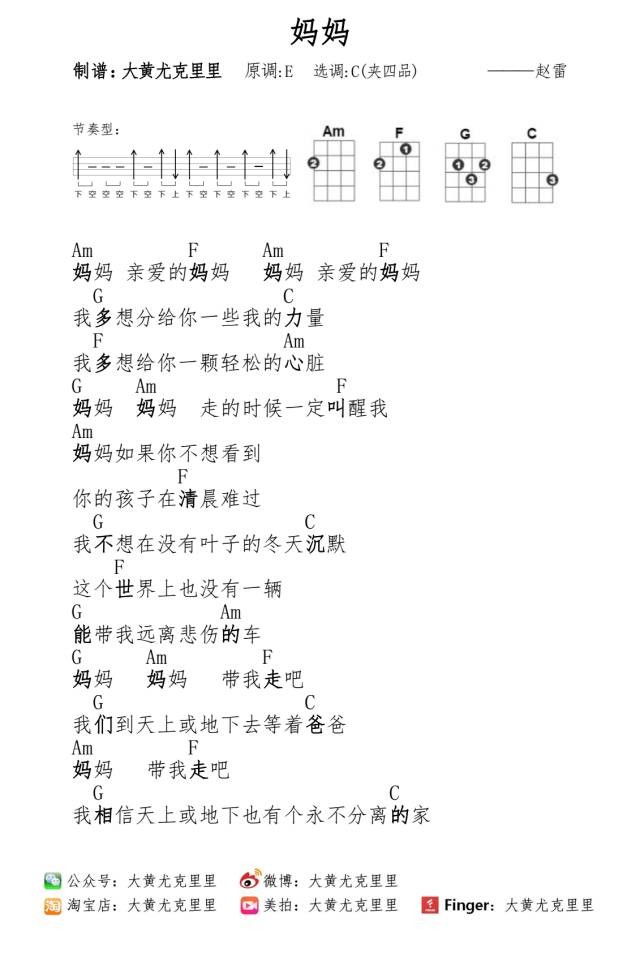 妈妈
制谱：大黄尤克里里 原调:E 选调:C(夹四品) ———赵雷
节奏型：
Am F G C
2 2 1 1 2 3 3
下 空 空 空 下 空 下 上 下 空 下 空 下 空 下 上
Am F Am F
妈妈 亲爱的妈妈 妈妈 亲爱的妈妈
G C
我多想分给你一些我的力量
F Am
我多想给你一颗轻松的心脏
G Am F
妈妈 妈妈 走的时候一定叫醒我
Am
妈妈如果你不想看到
F
你的孩子在清晨难过
G C
我不想在没有叶子的冬天沉默
F
这个世界上也没有一辆
G Am
能带我远离悲伤的车
G Am F
妈妈 妈妈 带我走吧
G C
我们到天上或地下去等着爸爸
Am F
妈妈 带我走吧
G C
我相信天上或地下也有个永不分离的家
公众号：大黄尤克里里 微博：大黄尤克里里
淘 淘宝店：大黄尤克里里 美拍：大黄尤克里里 Finger：大黄尤克里里